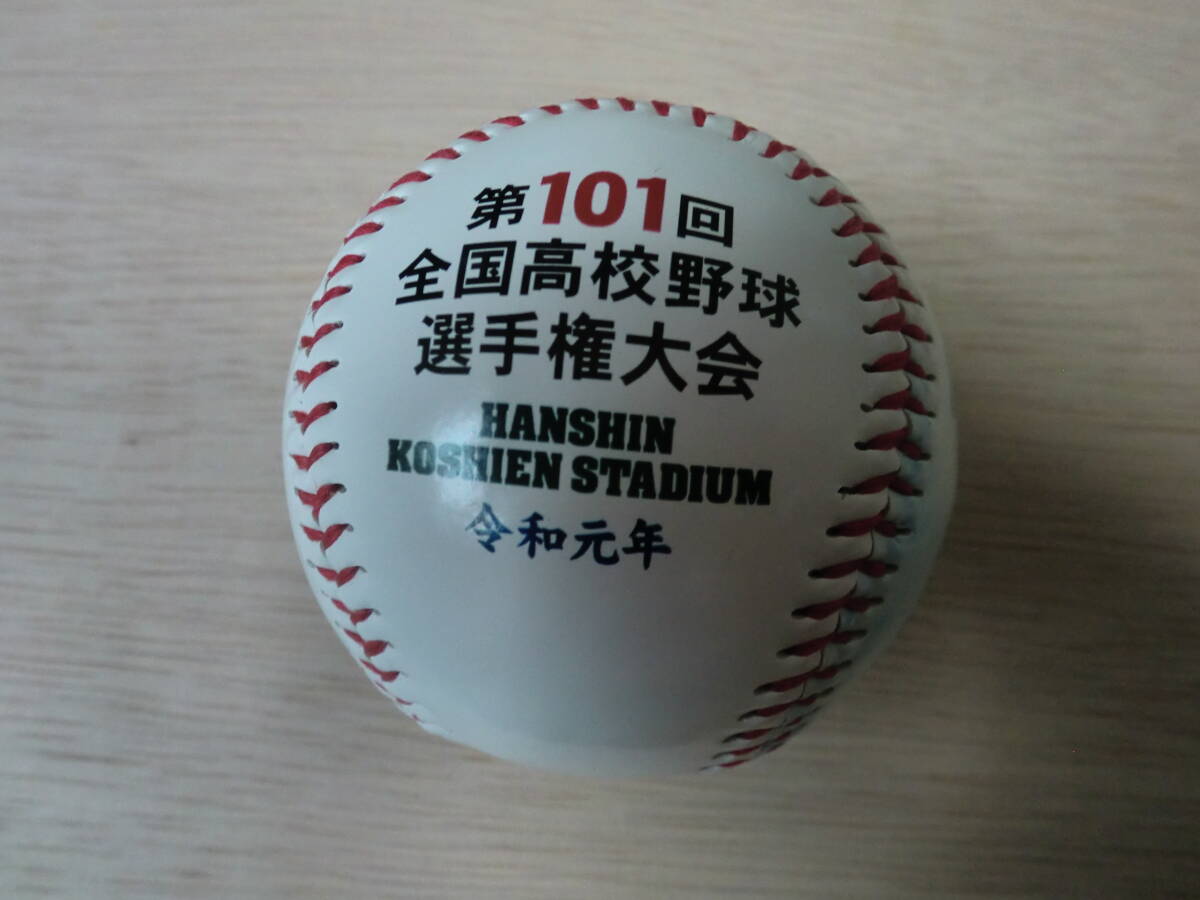 第101回
全国高校野球
選手権大会
HANSHIN
KOSHIEN STADIUM
令和元年